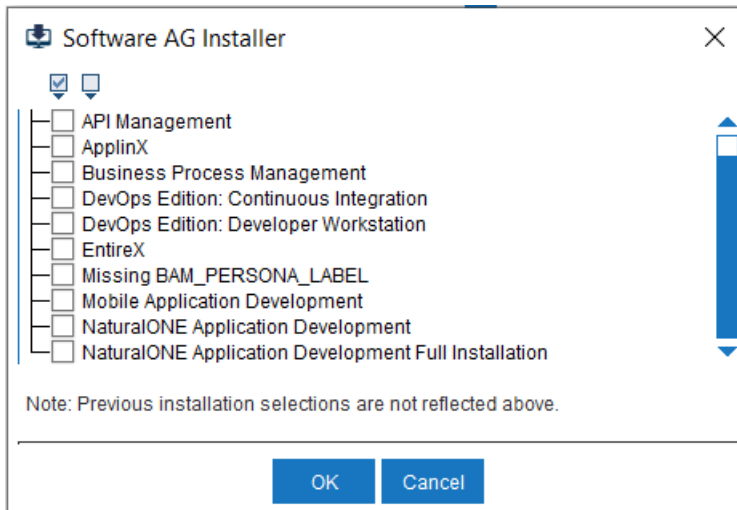 Software AG Installer
API Management
ApplinX
Business Process Management
DevOps Edition: Continuous Integration
DevOps Edition: Developer Workstation
EntireX
Missing BAM_PERSONA_LABEL
Mobile Application Development
NaturalONE Application Development
NaturalONE Application Development Full Installation
Note: Previous installation selections are not reflected above.
OK Cancel